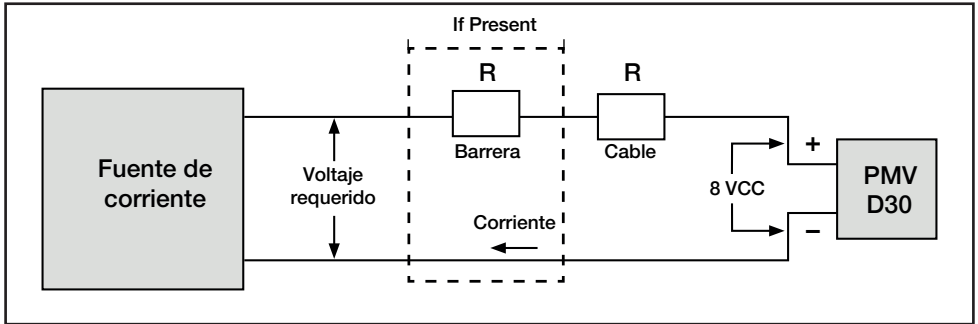 If Present
R
R
Barrera
Cable
Fuente de
corriente
Voltaje
requerido
8 VCC
+
−
PMV
D30
Corriente